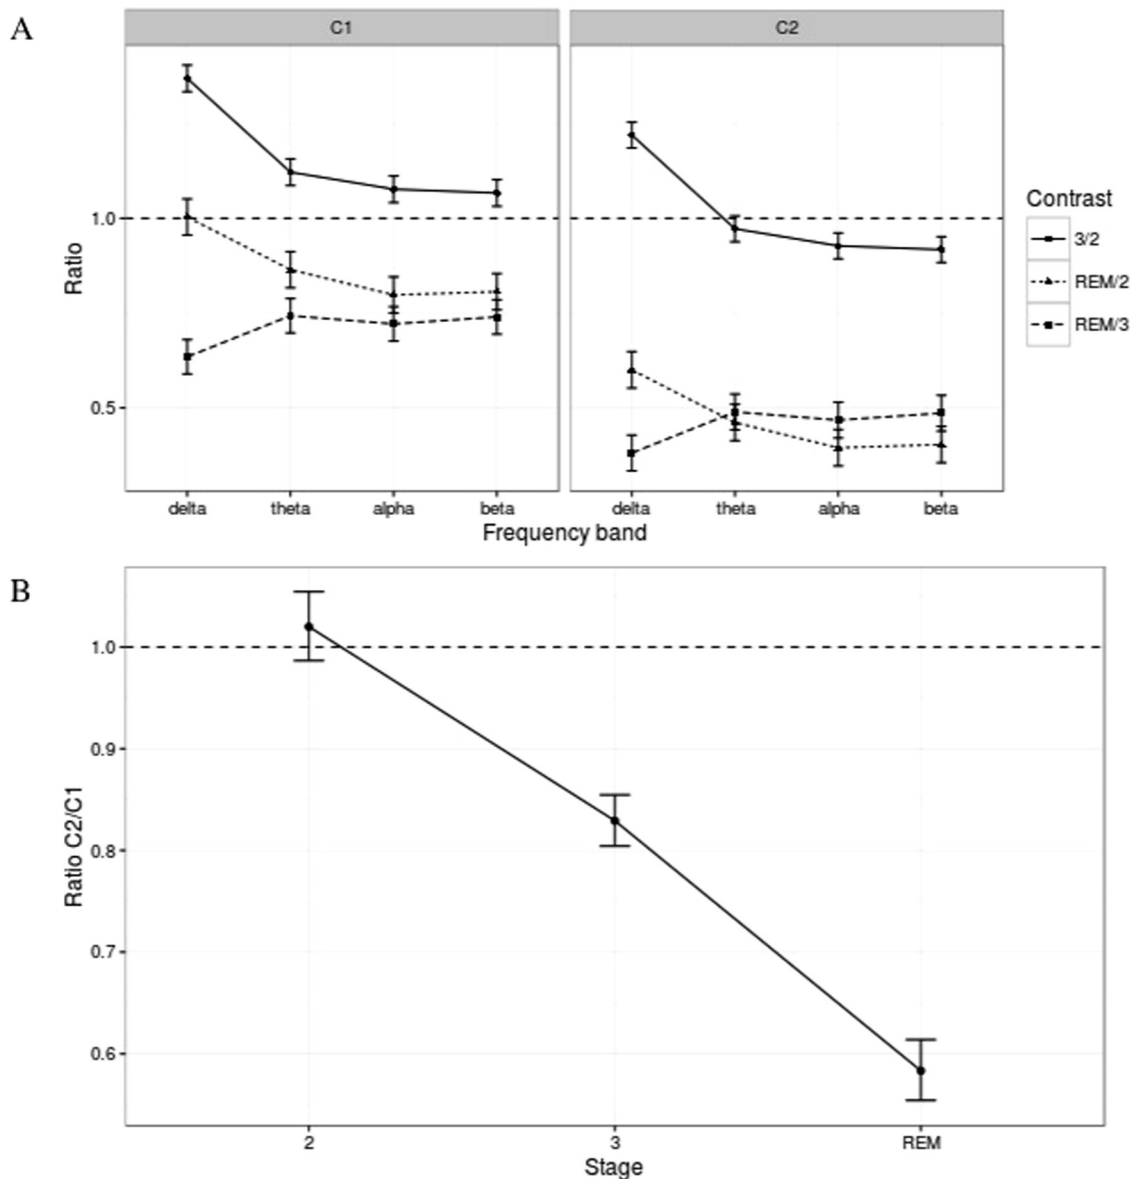 A
C1 C2
Ratio
1.0
0.5
delta theta alpha beta delta theta alpha beta
Frequency band
Contrast
3/2
REM/2
REM/3
B
Ratio C2/C1
1.0
0.9
0.8
0.7
0.6
2 3 REM
Stage